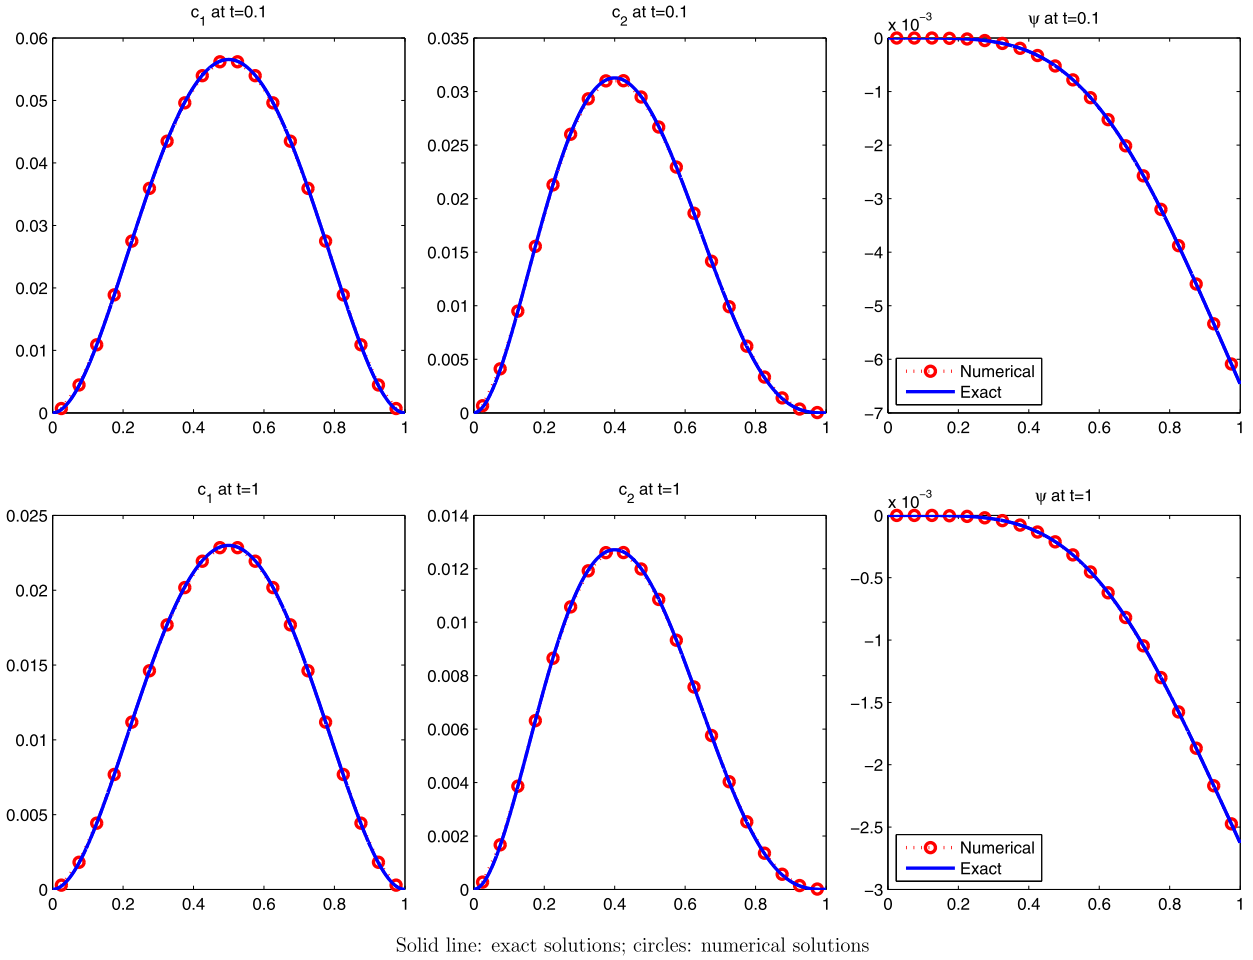 c1 at t=0.1
0.06
0.05
0.04
0.03
0.02
0.01
0
0 0.2 0.4 0.6 0.8 1
c2 at t=0.1
0.035
0.03
0.025
0.02
0.015
0.01
0.005
0
0 0.2 0.4 0.6 0.8 1
ψ at t=0.1
x 10−3
0
−1
−2
−3
−4
−5
−6
−7
Numerical
Exact
0 0.2 0.4 0.6 0.8 1
c1 at t=1
0.025
0.02
0.015
0.01
0.005
0
0 0.2 0.4 0.6 0.8 1
c2 at t=1
0.014
0.012
0.01
0.008
0.006
0.004
0.002
0
0 0.2 0.4 0.6 0.8 1
ψ at t=1
x 10−3
0
−0.5
−1
−1.5
−2
−2.5
−3
Numerical
Exact
0 0.2 0.4 0.6 0.8 1
Solid line: exact solutions; circles: numerical solutions